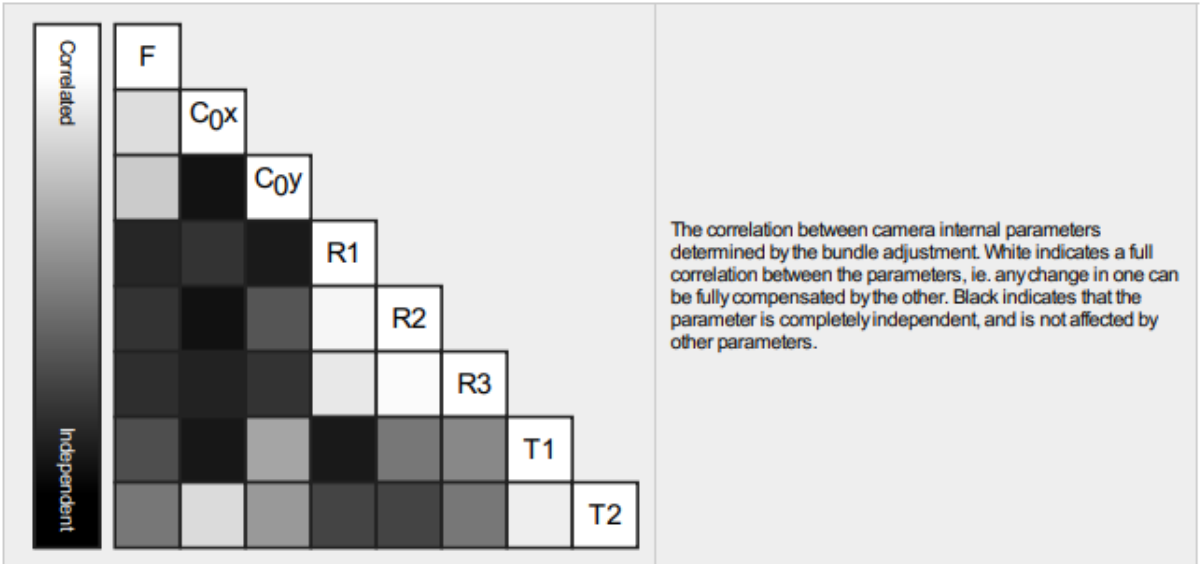 Correlated
Independent
F
C0x
C0y
R1
R2
R3
T1
T2
The correlation between camera internal parameters
determined by the bundle adjustment. White indicates a full
correlation between the parameters, ie. any change in one can
be fully compensated by the other. Black indicates that the
parameter is completely independent, and is not affected by
other parameters.